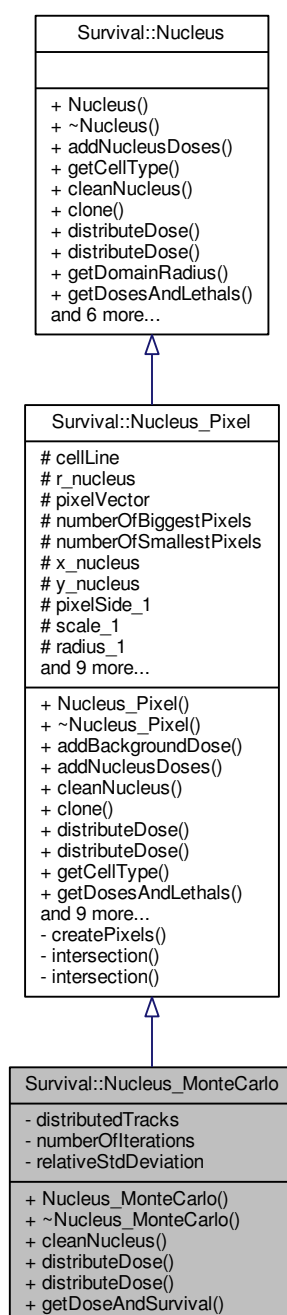 Survival::Nucleus
+ Nucleus()
+ ~Nucleus()
+ addNucleusDoses()
+ getCellType()
+ cleanNucleus()
+ clone()
+ distributeDose()
+ distributeDose()
+ getDomainRadius()
+ getDosesAndLethals()
and 6 more...
Survival::Nucleus_Pixel
# cellLine
# r_nucleus
# pixelVector
# numberOfBiggestPixels
# numberOfSmallestPixels
# x_nucleus
# y_nucleus
# pixelSide_1
# scale_1
# radius_1
and 9 more...
+ Nucleus_Pixel()
+ ~Nucleus_Pixel()
+ addBackgroundDose()
+ addNucleusDoses()
+ cleanNucleus()
+ clone()
+ distributeDose()
+ distributeDose()
+ getCellType()
+ getDosesAndLethals()
and 9 more...
- createPixels()
- intersection()
- intersection()
Survival::Nucleus_MonteCarlo
- distributedTracks
- numberOfIterations
- relativeStdDeviation
+ Nucleus_MonteCarlo()
+ ~Nucleus_MonteCarlo()
+ cleanNucleus()
+ distributeDose()
+ distributeDose()
+ getDoseAndSurvival()